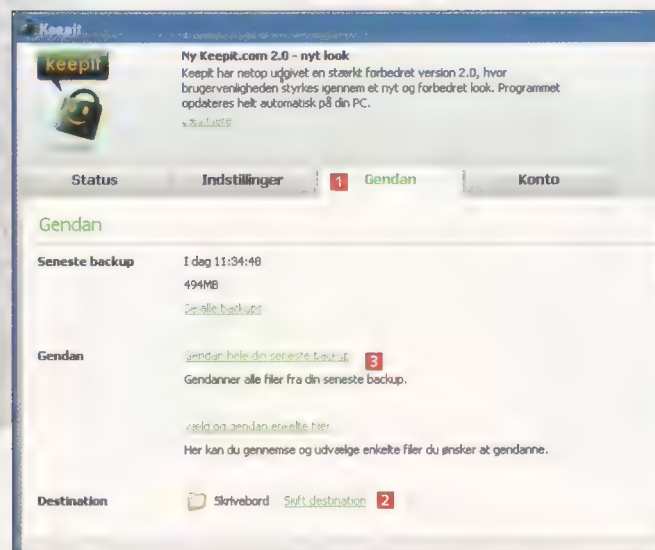 Keepit
keepit
Ny Keepit.com 2.0 - nyt look
Keepit har netop udgivet en stærkt forbedret version 2.0, hvor
brugervenligheden styrkes igennem et nyt og forbedret look. Programmet
opdateres helt automatisk på din PC.
Status
Indstillinger
1 Gendan
Konto
Gendan
Seneste backup
I dag 11:34:48
494MB
Se alle backups
Gendan
Gendan hele din seneste backup 3
Gendanner alle filer fra din seneste backup.
Vælg og gendan enkelte filer
Her kan du gennemse og udvælge enkelte filer du ønsker at gendanne.
Destination
Skrivebord Skift destination 2